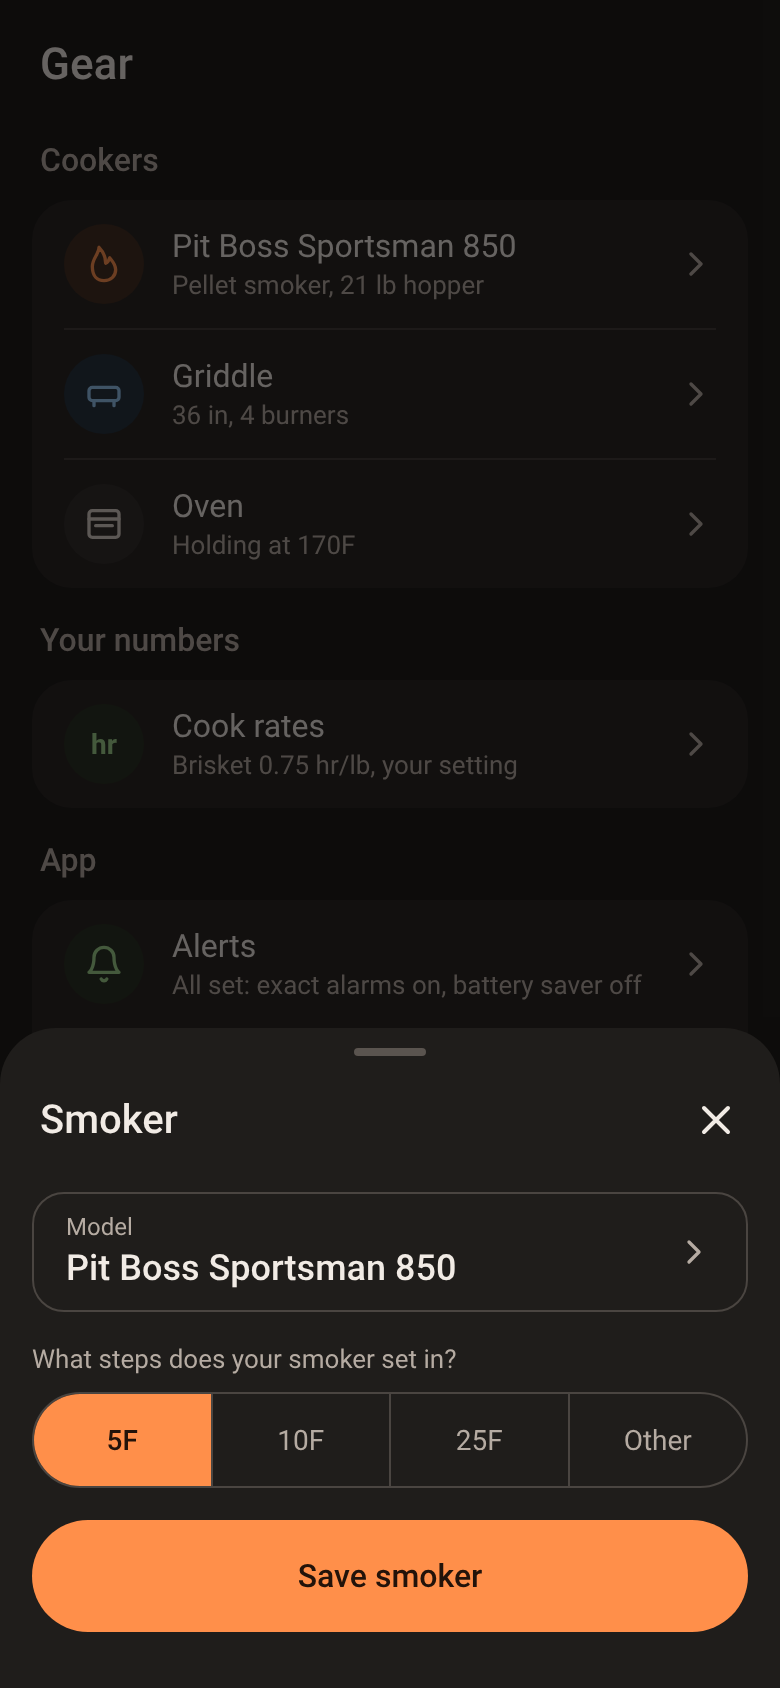 Gear
Cookers
Pit Boss Sportsman 850
Pellet smoker, 21 lb hopper
Griddle
36 in, 4 burners
Oven
Holding at 170F
Your numbers
hr
Cook rates
Brisket 0.75 hr/lb, your setting
App
Alerts
All set: exact alarms on, battery saver off
Smoker
Model
Pit Boss Sportsman 850
What steps does your smoker set in?
5F
10F
25F
Other
Save smoker